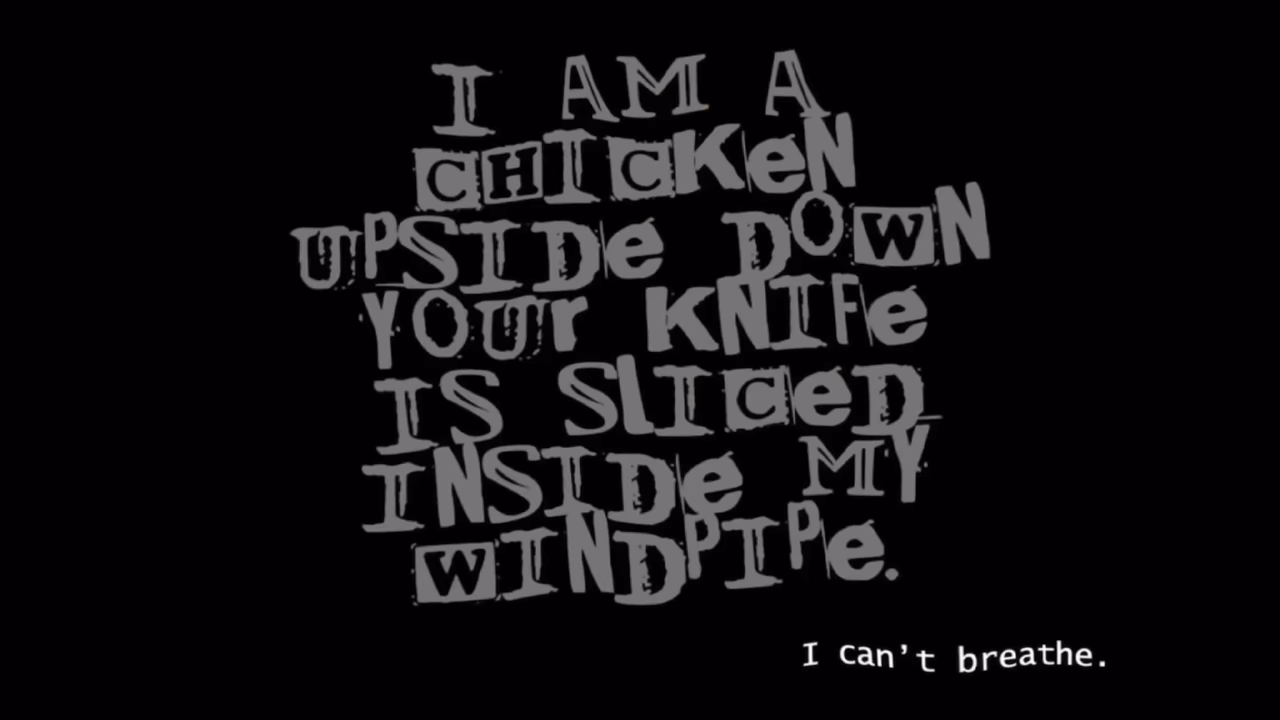 I AM A
CHICKeN
UPSIDe DOWN
YOUr KNIFe
IS SlICeD
INSIDe MY
WINDPIPe.
I can’t breathe.